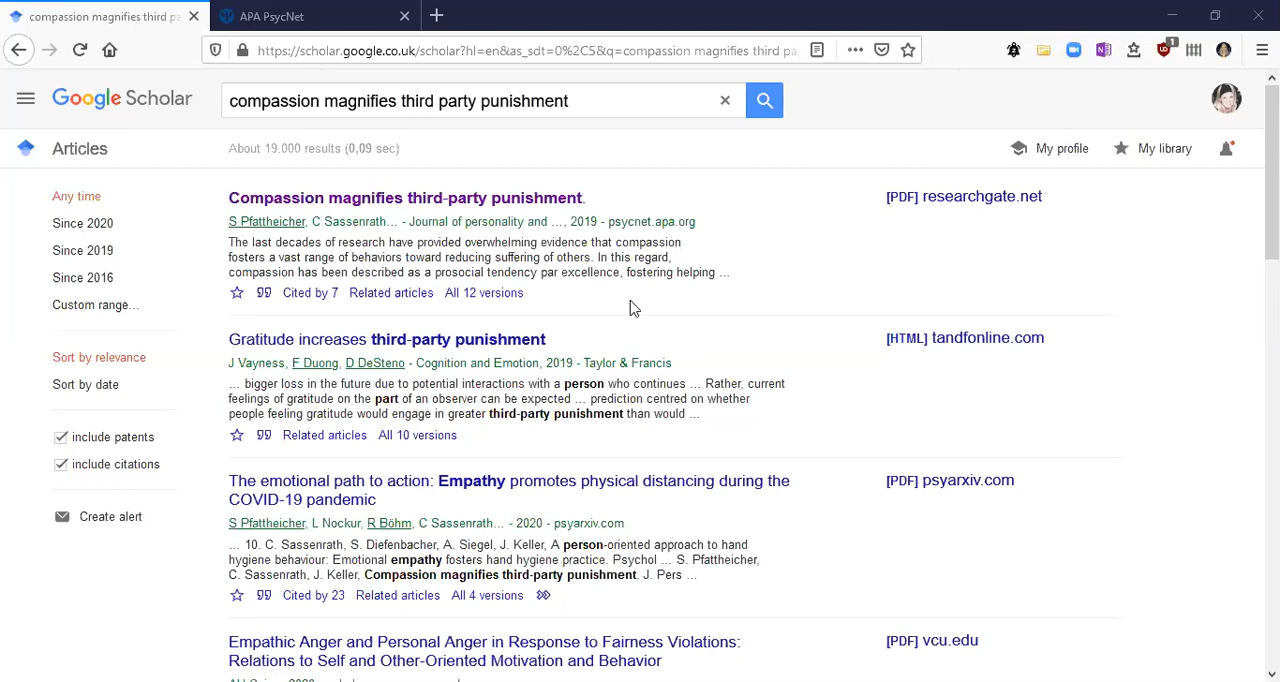 compassion magnifies third pa
APA PsycNet
https://scholar.google.co.uk/scholar?hl=en&as_sdt=0%2C5&q=compassion magnifies third pa
1
Google Scholar
compassion magnifies third party punishment
Articles
About 19.000 results (0,09 sec)
My profile
My library
Any time
Since 2020
Since 2019
Since 2016
Custom range...
Sort by relevance
Sort by date
include patents
include citations
Create alert
Compassion magnifies third-party punishment.
[PDF] researchgate.net
S Pfattheicher, C Sassenrath... - Journal of personality and ..., 2019 - psycnet.apa.org
The last decades of research have provided overwhelming evidence that compassion
fosters a vast range of behaviors toward reducing suffering of others. In this regard,
compassion has been described as a prosocial tendency par excellence, fostering helping ...
Cited by 7 Related articles All 12 versions
Gratitude increases third-party punishment
[HTML] tandfonline.com
J Vayness, F Duong, D DeSteno - Cognition and Emotion, 2019 - Taylor & Francis
... bigger loss in the future due to potential interactions with a person who continues ... Rather, current
feelings of gratitude on the part of an observer can be expected ... prediction centred on whether
people feeling gratitude would engage in greater third-party punishment than would ...
Related articles All 10 versions
The emotional path to action: Empathy promotes physical distancing during the
COVID-19 pandemic
[PDF] psyarxiv.com
S Pfattheicher, L Nockur, R Böhm, C Sassenrath... - 2020 - psyarxiv.com
... 10. C. Sassenrath, S. Diefenbacher, A. Siegel, J. Keller, A person-oriented approach to hand
hygiene behaviour: Emotional empathy fosters hand hygiene practice. Psychol ... S. Pfattheicher,
C. Sassenrath, J. Keller, Compassion magnifies third-party punishment. J. Pers ...
Cited by 23 Related articles All 4 versions
Empathic Anger and Personal Anger in Response to Fairness Violations:
Relations to Self and Other-Oriented Motivation and Behavior
[PDF] vcu.edu